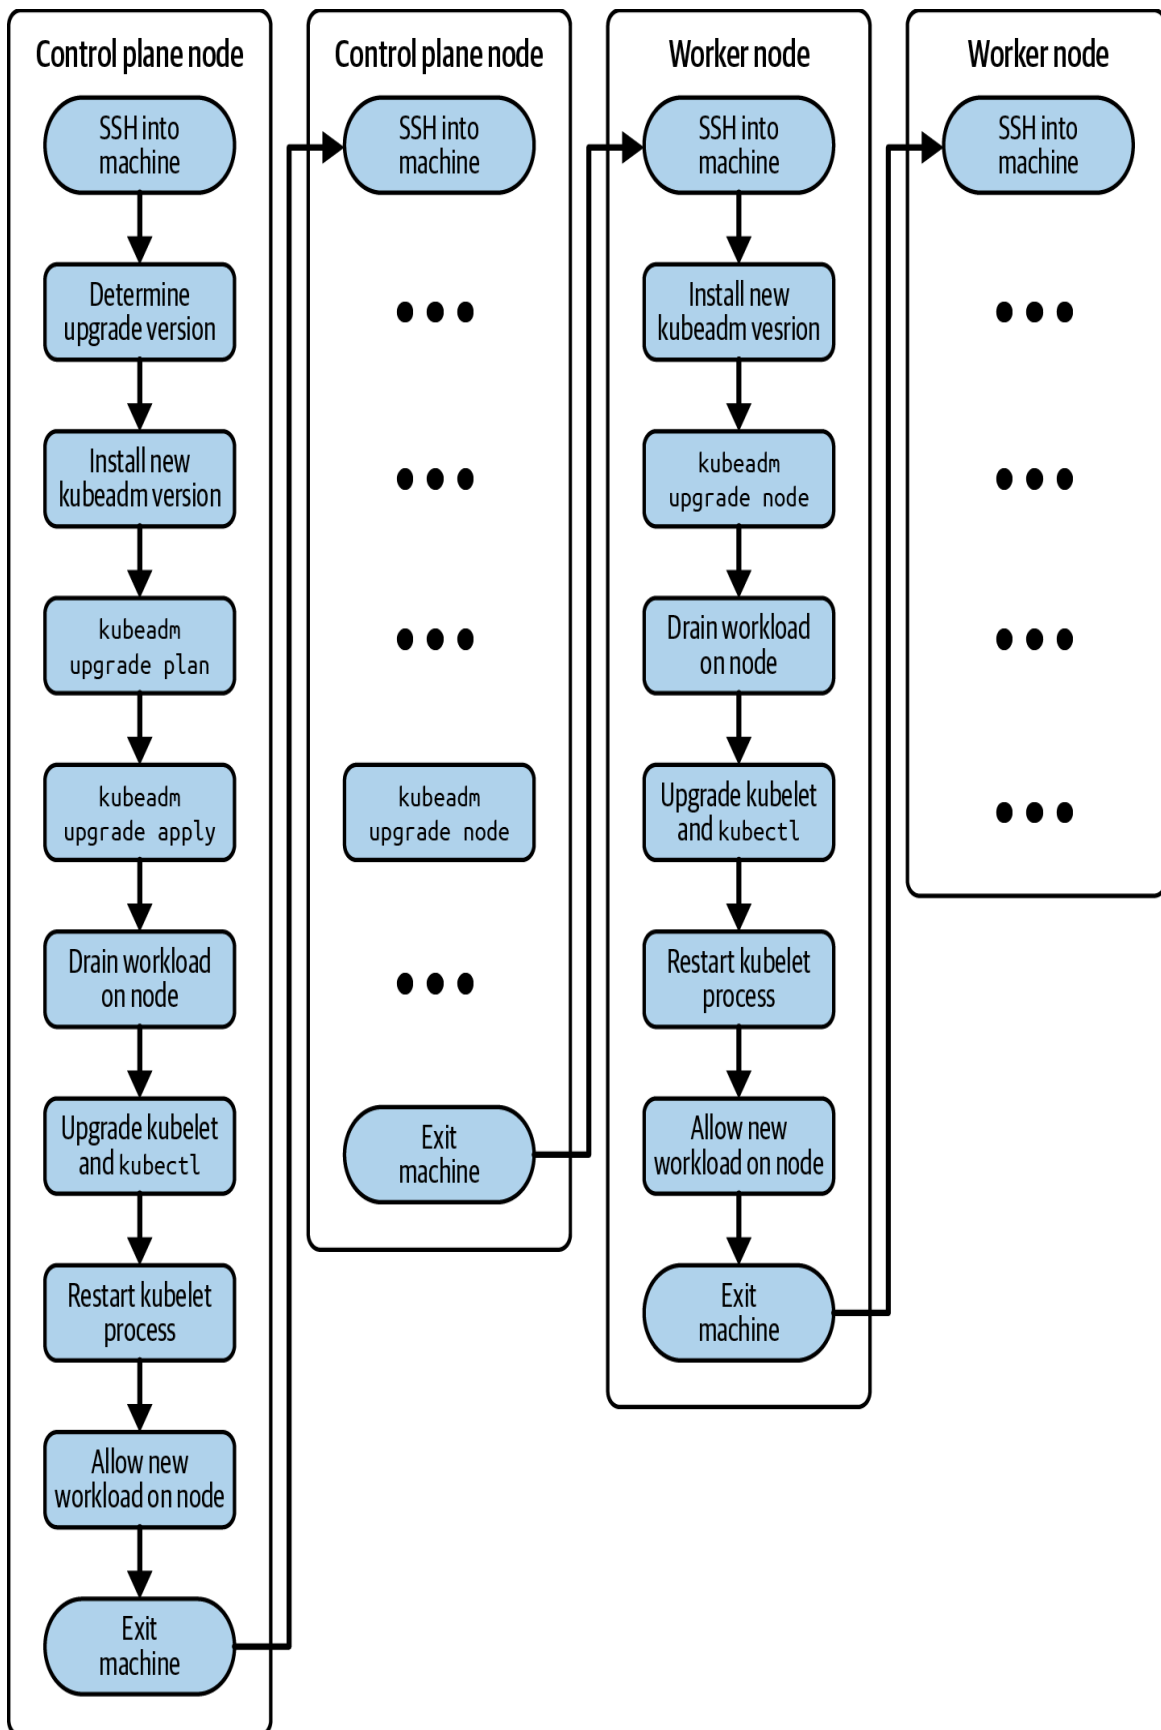 Control plane node
SSH into
machine
Determine
upgrade version
Install new
kubeadm version
kubeadm
upgrade plan
kubeadm
upgrade apply
Drain workload
on node
Upgrade kubelet
and kubectl
Restart kubelet
process
Allow new
workload on node
Exit
machine
Control plane node
SSH into
machine
kubeadm
upgrade node
Exit
machine
Worker node
SSH into
machine
Install new
kubeadm vesrion
kubeadm
upgrade node
Drain workload
on node
Upgrade kubelet
and kubectl
Restart kubelet
process
Allow new
workload on node
Exit
machine
Worker node
SSH into
machine